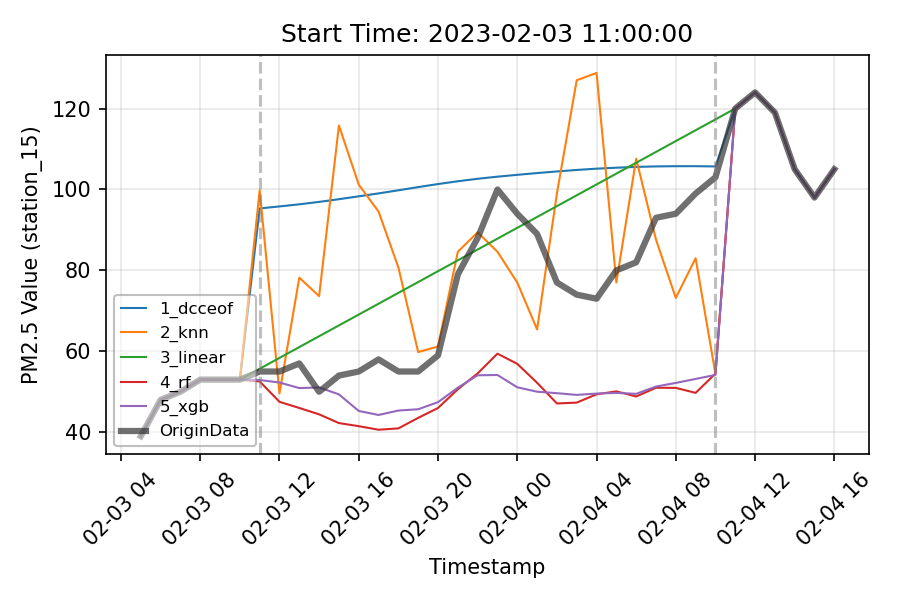 Start Time: 2023-02-03 11:00:00
PM2.5 Value (station_15)
120
100
80
60
40
1_dcceof
2_knn
3_linear
4_rf
5_xgb
OriginData
02-03 04
02-03 08
02-03 12
02-03 16
02-03 20
02-04 00
02-04 04
02-04 08
02-04 12
02-04 16
Timestamp